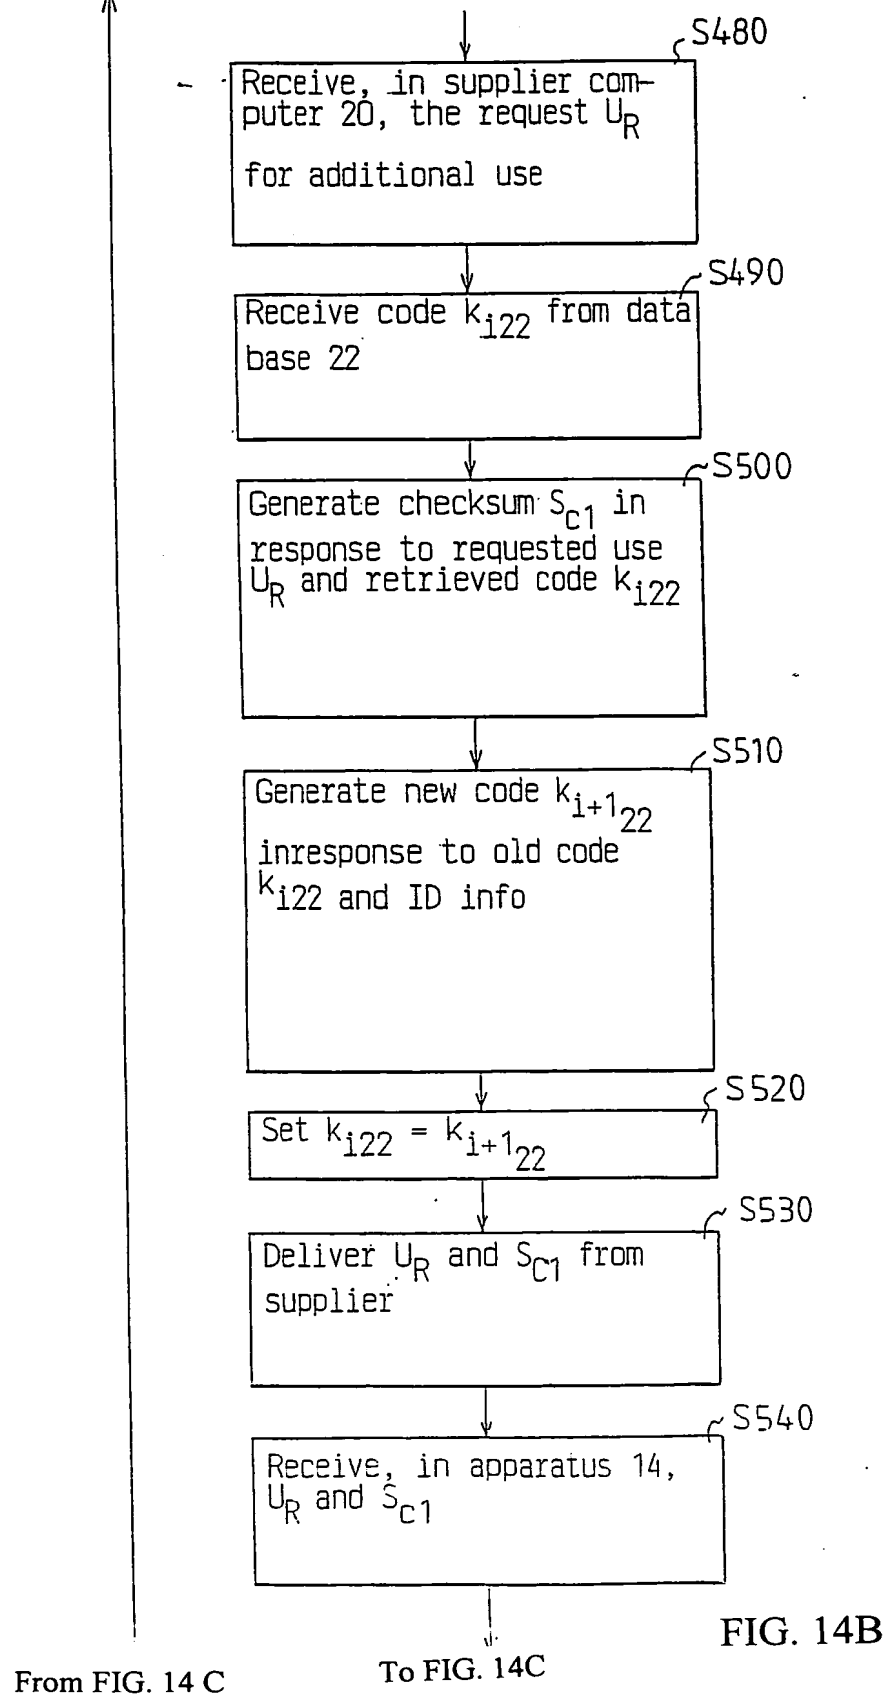 S480
Receive, in supplier com-
puter 20, the request U_R
for additional use
S490
Receive code k_i22 from data
base 22
S500
Generate checksum S_c1 in
response to requested use
U_R and retrieved code k_i22
S510
Generate new code k_i+1_22
inresponse to old code
k_i22 and ID info
S520
Set k_i22 = k_i+1_22
S530
Deliver U_R and S_C1 from
supplier
S540
Receive, in apparatus 14,
U_R and S_c1
FIG. 14B
From FIG. 14 C
To FIG. 14C